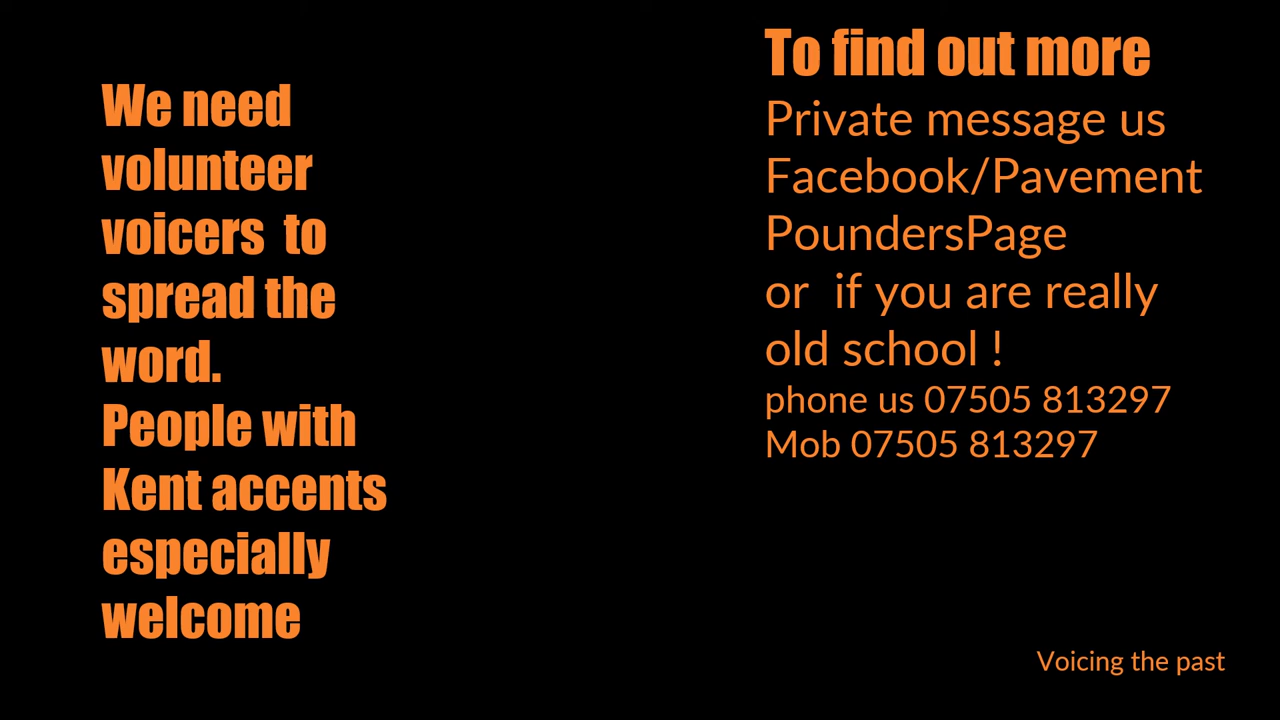 We need
volunteer
voicers  to
spread the
word.
People with
Kent accents
especially
welcome
To find out more
Private message us
Facebook/Pavement
PoundersPage
or  if you are really
old school !
phone us 07505 813297
Mob 07505 813297
Voicing the past